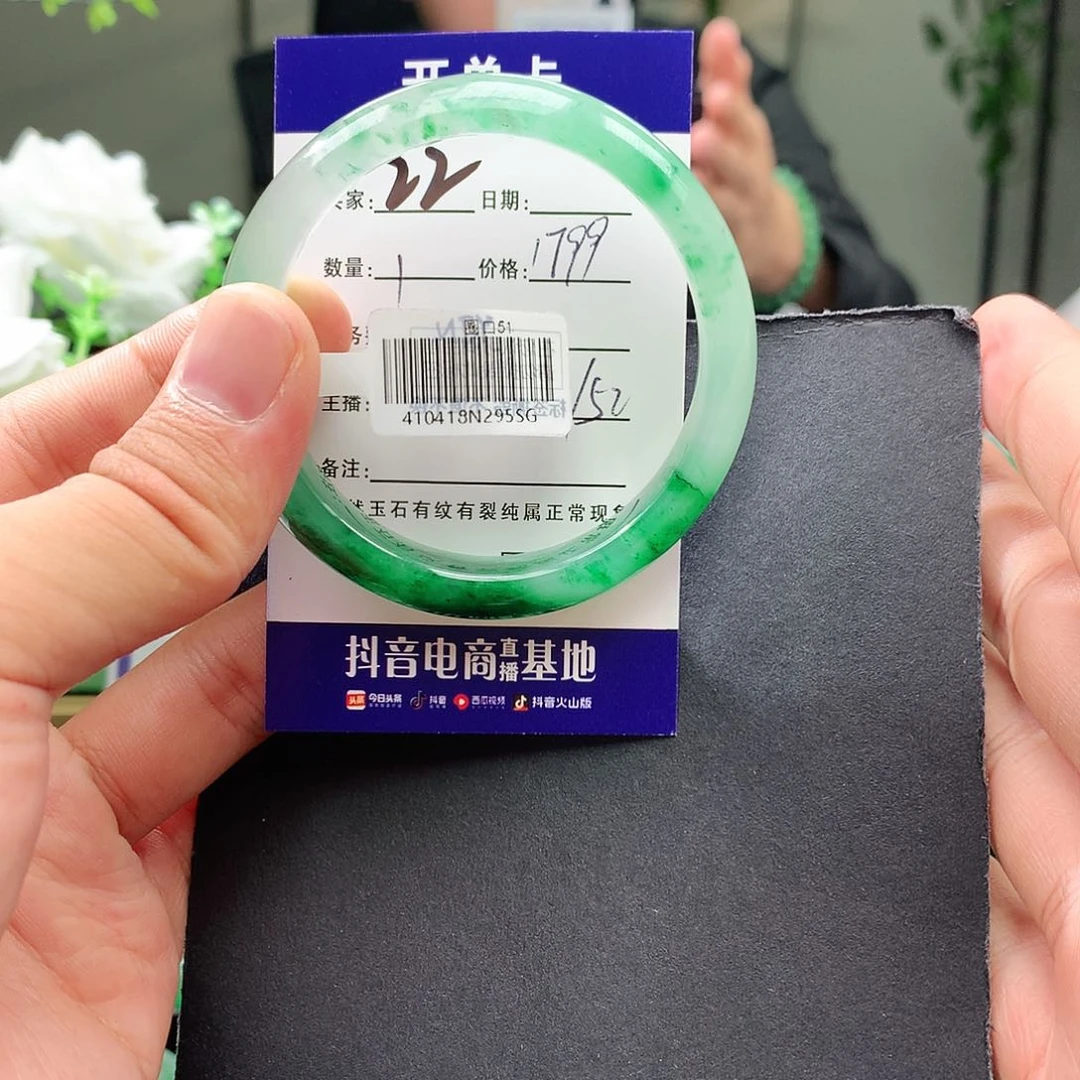 开单卡
家: 22 日期:
数量: 1 价格: 1799
圈口51
410418N295SG
主播: 152
备注:
玉石有纹有裂纯属正常现象
抖音电商直播基地
今日头条 抖音 西瓜视频 抖音火山版